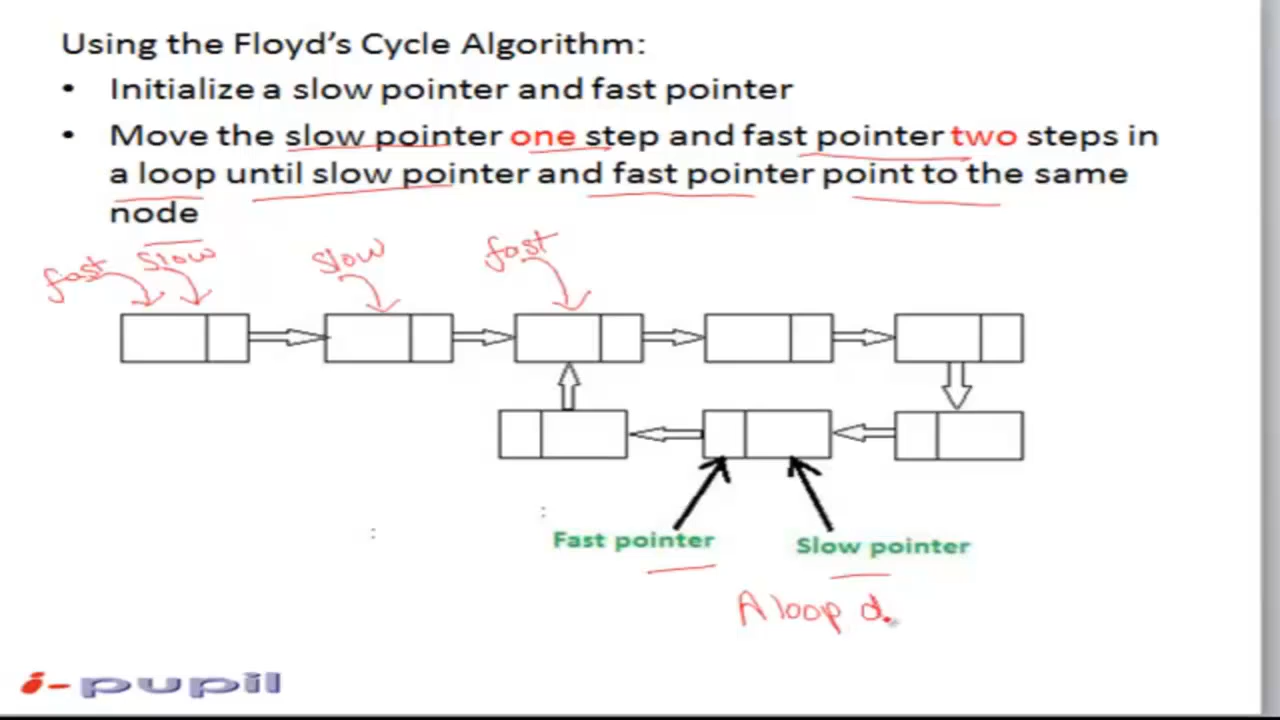 Using the Floyd's Cycle Algorithm:
• Initialize a slow pointer and fast pointer
• Move the slow pointer one step and fast pointer two steps in
a loop until slow pointer and fast pointer point to the same
node
fast slow slow fast
Fast pointer Slow pointer
A loop d
i-pupil